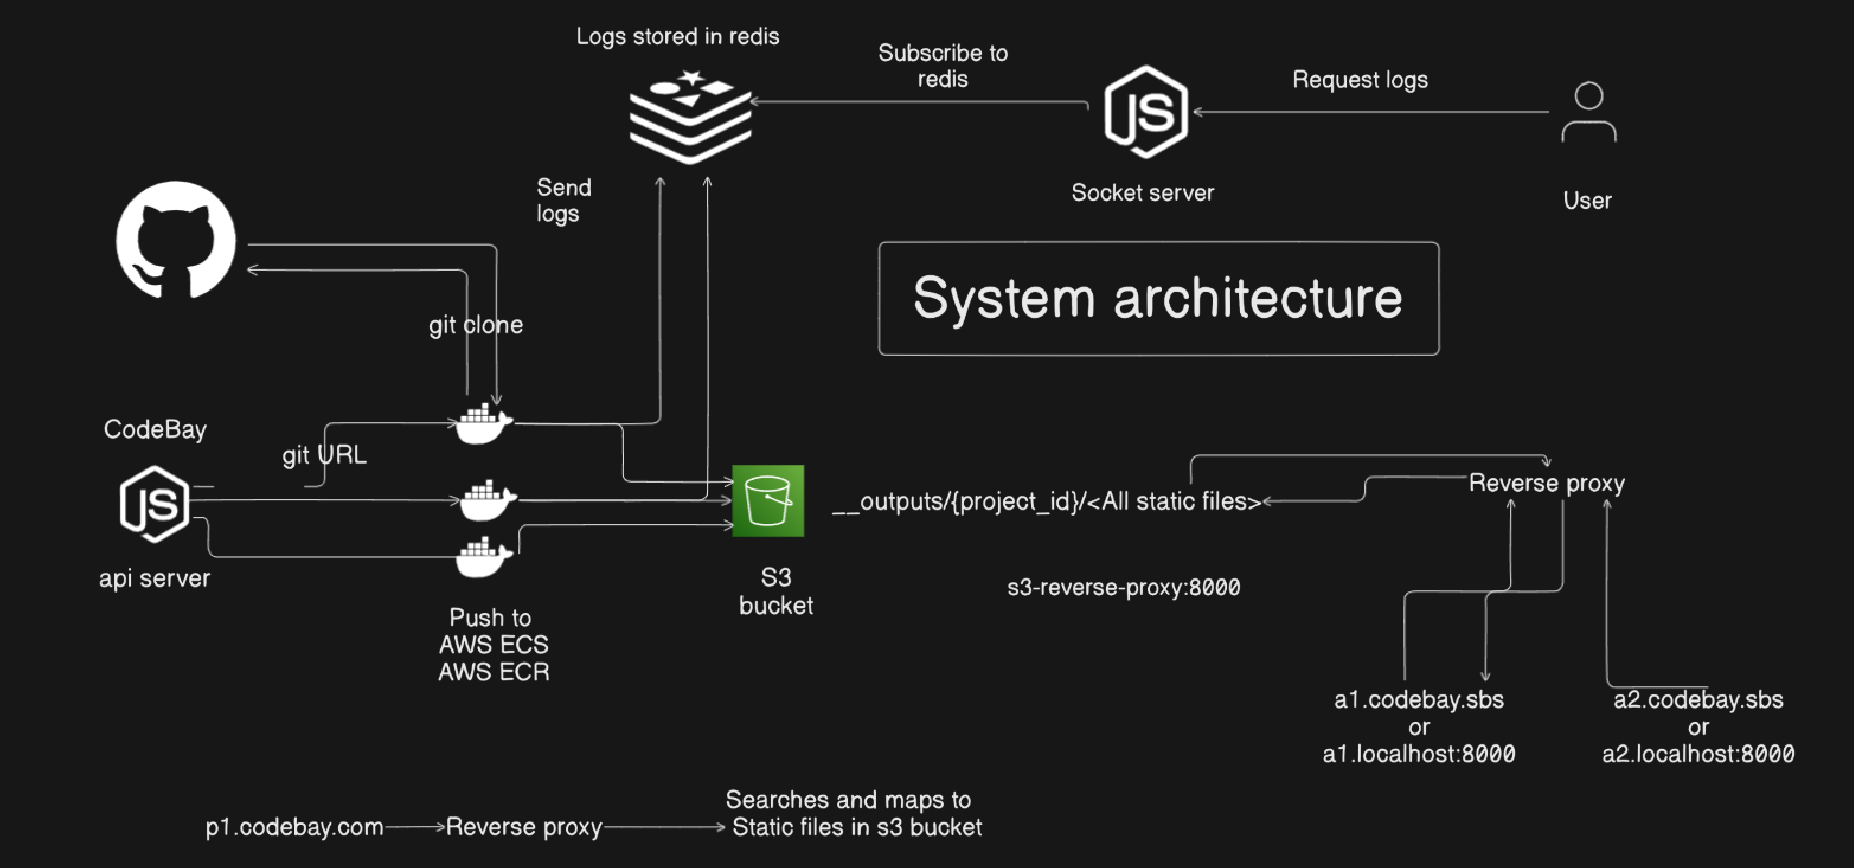 Logs stored in redis
Subscribe to
redis
Request logs
JS
Socket server
User
Send
logs
System architecture
git clone
CodeBay
git URL
JS
api server
Push to
AWS ECS
AWS ECR
S3
bucket
__outputs/{project_id}/<All static files>
Reverse proxy
s3-reverse-proxy:8000
a1.codebay.sbs
or
a1.localhost:8000
a2.codebay.sbs
or
a2.localhost:8000
p1.codebay.com
Reverse proxy
Searches and maps to
Static files in s3 bucket